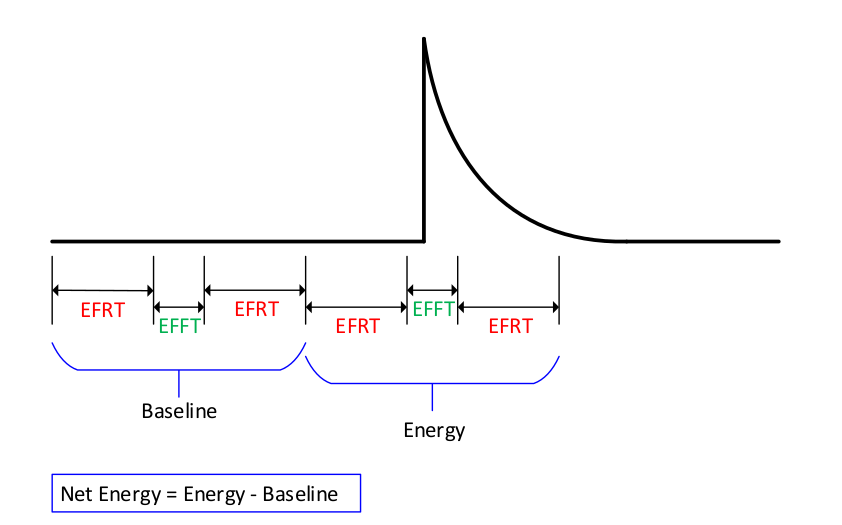 EFRT
EFFT
EFRT
EFRT
EFFT
EFRT
Baseline
Energy
Net Energy = Energy - Baseline